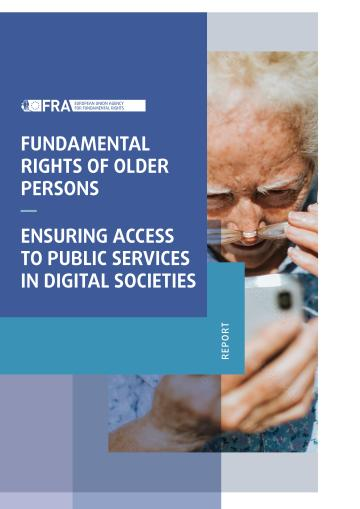 FRA
EUROPEAN UNION AGENCY
FOR FUNDAMENTAL RIGHTS
FUNDAMENTAL
RIGHTS OF OLDER
PERSONS
ENSURING ACCESS
TO PUBLIC SERVICES
IN DIGITAL SOCIETIES
REPORT